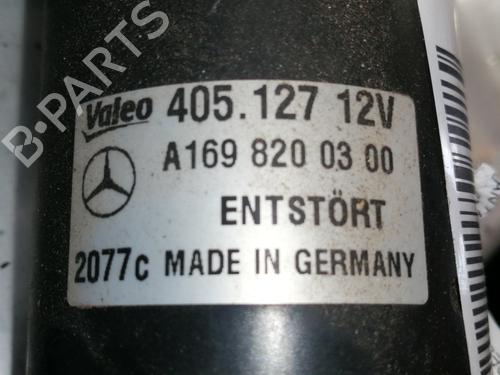 B-Parts
Valeo 405.127 12V
A169 820 03 00
ENTSTÖRT
2077c MADE IN GERMANY